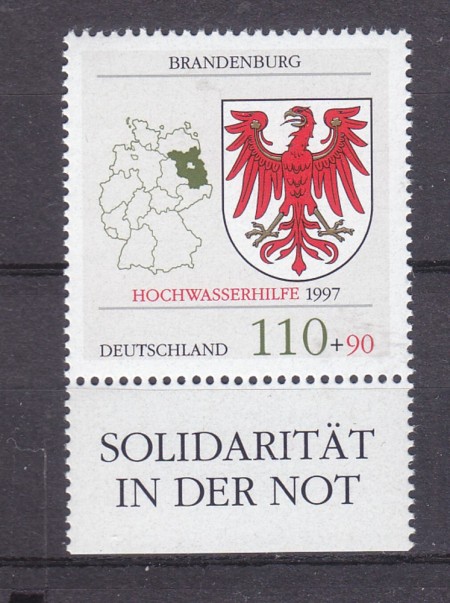 BRANDENBURG
HOCHWASSERHILFE 1997
DEUTSCHLAND 110+90
SOLIDARITÄT
IN DER NOT